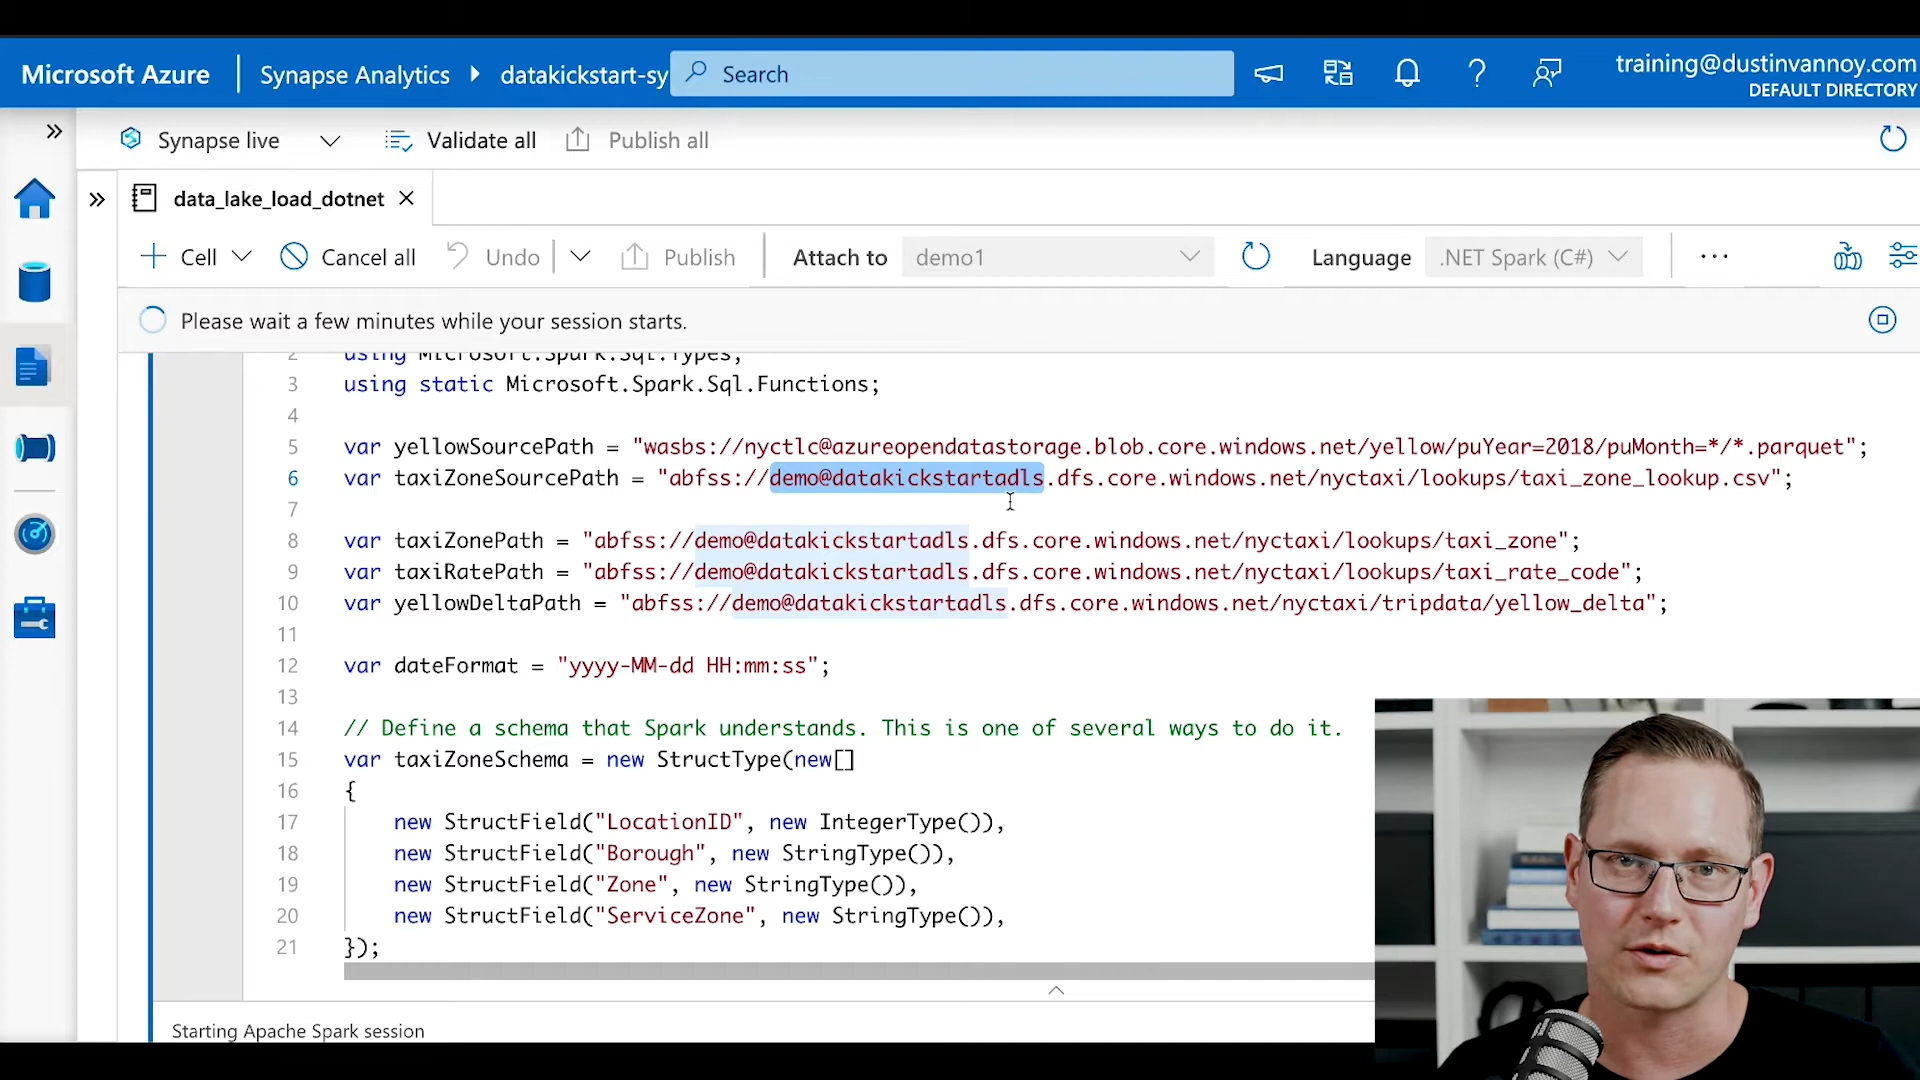 Microsoft Azure
Synapse Analytics
datakickstart-sy
Search
training@dustinvannoy.com
DEFAULT DIRECTORY
Synapse live
Validate all
Publish all
data_lake_load_dotnet
Cell
Cancel all
Undo
Publish
Attach to
demo1
Language
.NET Spark (C#)
Please wait a few minutes while your session starts.
2 using Microsoft.Spark.Sql.Types;
3 using static Microsoft.Spark.Sql.Functions;
4
5 var yellowSourcePath = "wasbs://nyctlc@azureopendatastorage.blob.core.windows.net/yellow/puYear=2018/puMonth=*/*.parquet";
6 var taxiZoneSourcePath = "abfss://demo@datakickstartadls.dfs.core.windows.net/nyctaxi/lookups/taxi_zone_lookup.csv";
7
8 var taxiZonePath = "abfss://demo@datakickstartadls.dfs.core.windows.net/nyctaxi/lookups/taxi_zone";
9 var taxiRatePath = "abfss://demo@datakickstartadls.dfs.core.windows.net/nyctaxi/lookups/taxi_rate_code";
10 var yellowDeltaPath = "abfss://demo@datakickstartadls.dfs.core.windows.net/nyctaxi/tripdata/yellow_delta";
11
12 var dateFormat = "yyyy-MM-dd HH:mm:ss";
13
14 // Define a schema that Spark understands. This is one of several ways to do it.
15 var taxiZoneSchema = new StructType(new[]
16 {
17 new StructField("LocationID", new IntegerType()),
18 new StructField("Borough", new StringType()),
19 new StructField("Zone", new StringType()),
20 new StructField("ServiceZone", new StringType()),
21 });
Starting Apache Spark session